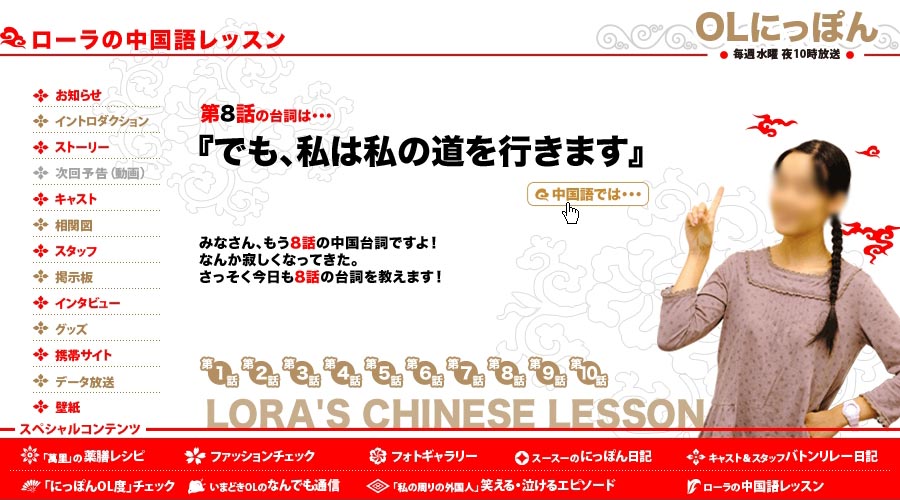 ローラの中国語レッスン
OLにっぽん
● 毎週水曜 夜10時放送 ●
お知らせ
イントロダクション
ストーリー
次回予告（動画）
キャスト
相関図
スタッフ
掲示板
インタビュー
グッズ
携帯サイト
データ放送
壁紙
第8話の台詞は･･･
『でも、私は私の道を行きます』
中国語では･･･
みなさん、もう8話の中国台詞ですよ！
なんか寂しくなってきた。
さっそく今日も8話の台詞を教えます！
第1話 第2話 第3話 第4話 第5話 第6話 第7話 第8話 第9話 第10話
LORA'S CHINESE LESSON
スペシャルコンテンツ
「萬里」の薬膳レシピ ファッションチェック フォトギャラリー スースーのにっぽん日記 キャスト&スタッフバトンリレー日記
「にっぽんOL度」チェック いまどきOLのなんでも通信 「私の周りの外国人」笑える・泣けるエピソード ローラの中国語レッスン